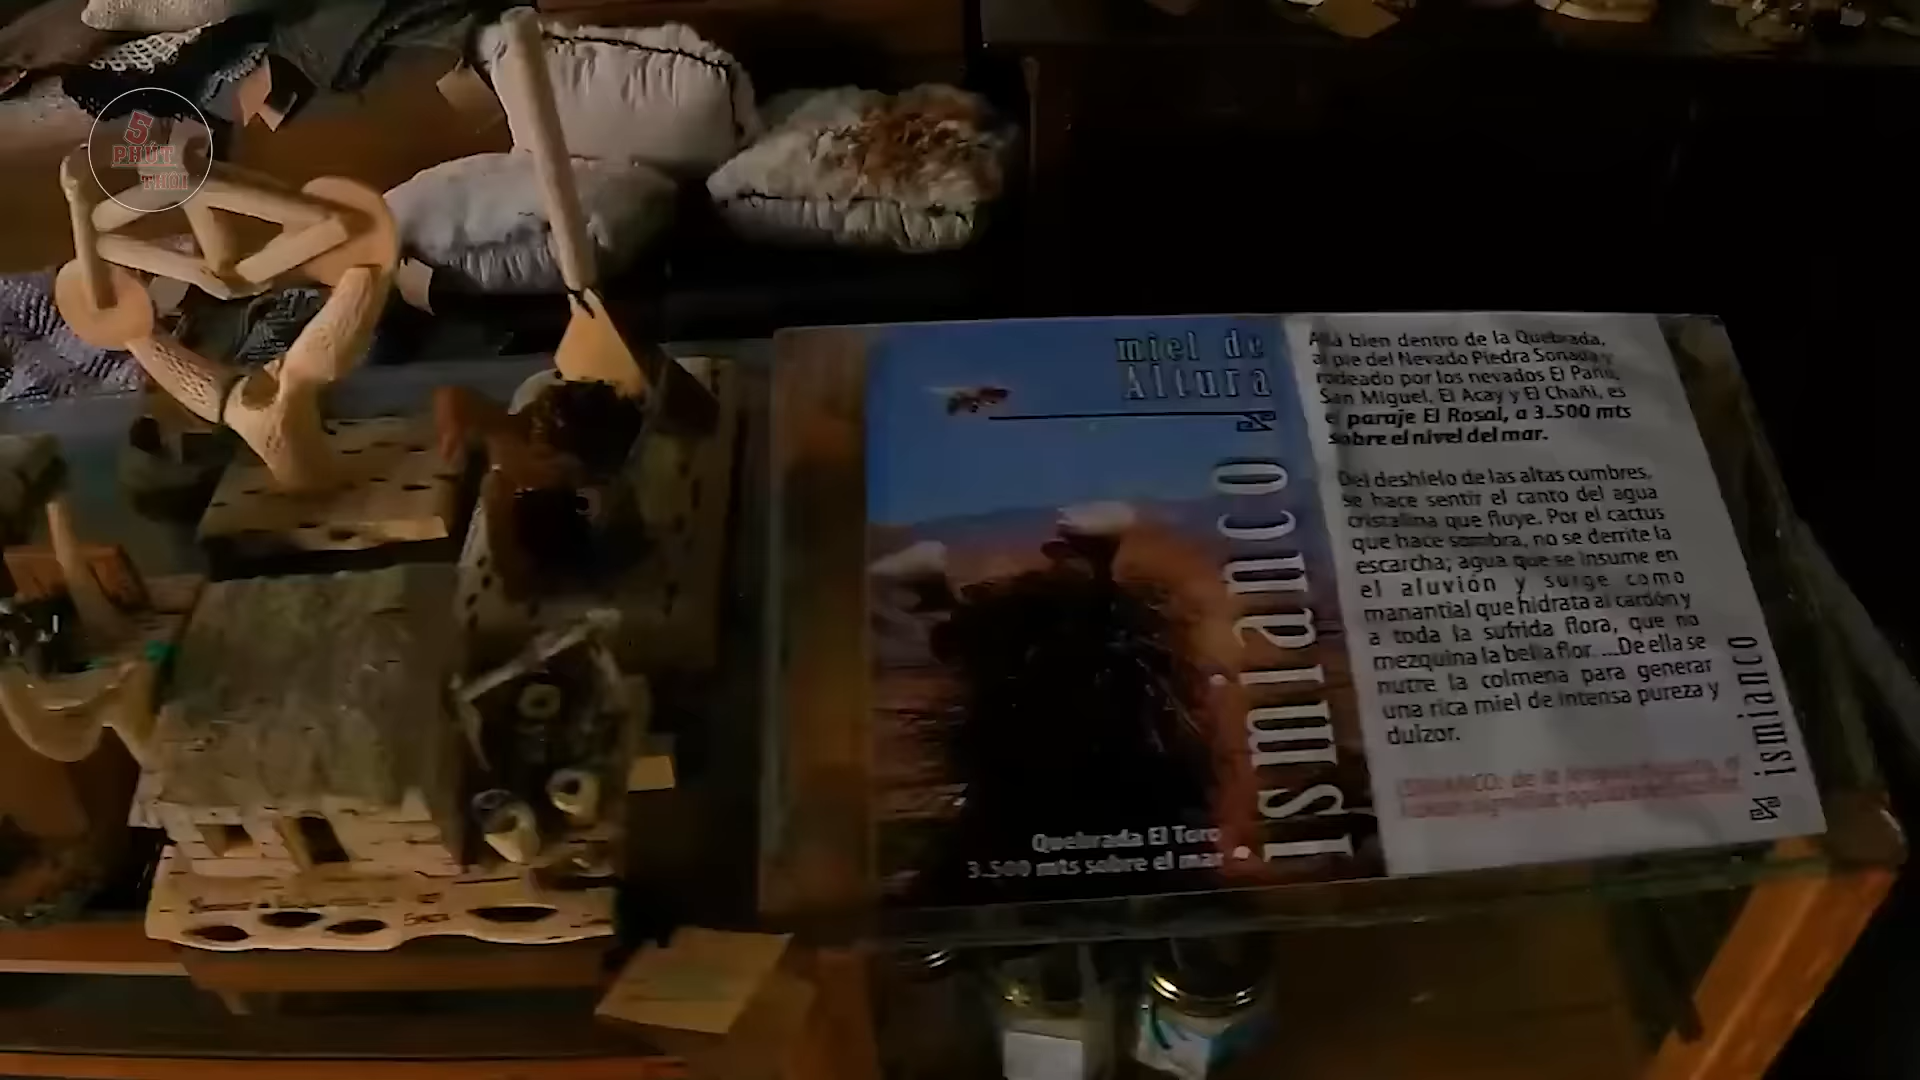 5
PHÚT
THÔI
miel de
Altura
ismianco
Quebrada El Toro
3.500 mts sobre el mar
Allá bien dentro de la Quebrada,
al pie del Nevado Piedra Sonada y
rodeado por los nevados El Paño,
San Miguel, El Acay y El Chañi, es
el paraje El Rosal, a 3.500 mts
sobre el nivel del mar.
Del deshielo de las altas cumbres,
se hace sentir el canto del agua
cristalina que fluye. Por el cactus
que hace sombra, no se derrite la
escarcha; agua que se insume en
el aluvión y surge como
manantial que hidrata al cardón y
a toda la sufrida flora, que no
mezquina la bella flor. ...De ella se
nutre la colmena para generar
una rica miel de intensa pureza y
dulzor.
ISMIANCO: de la lengua
ismianco